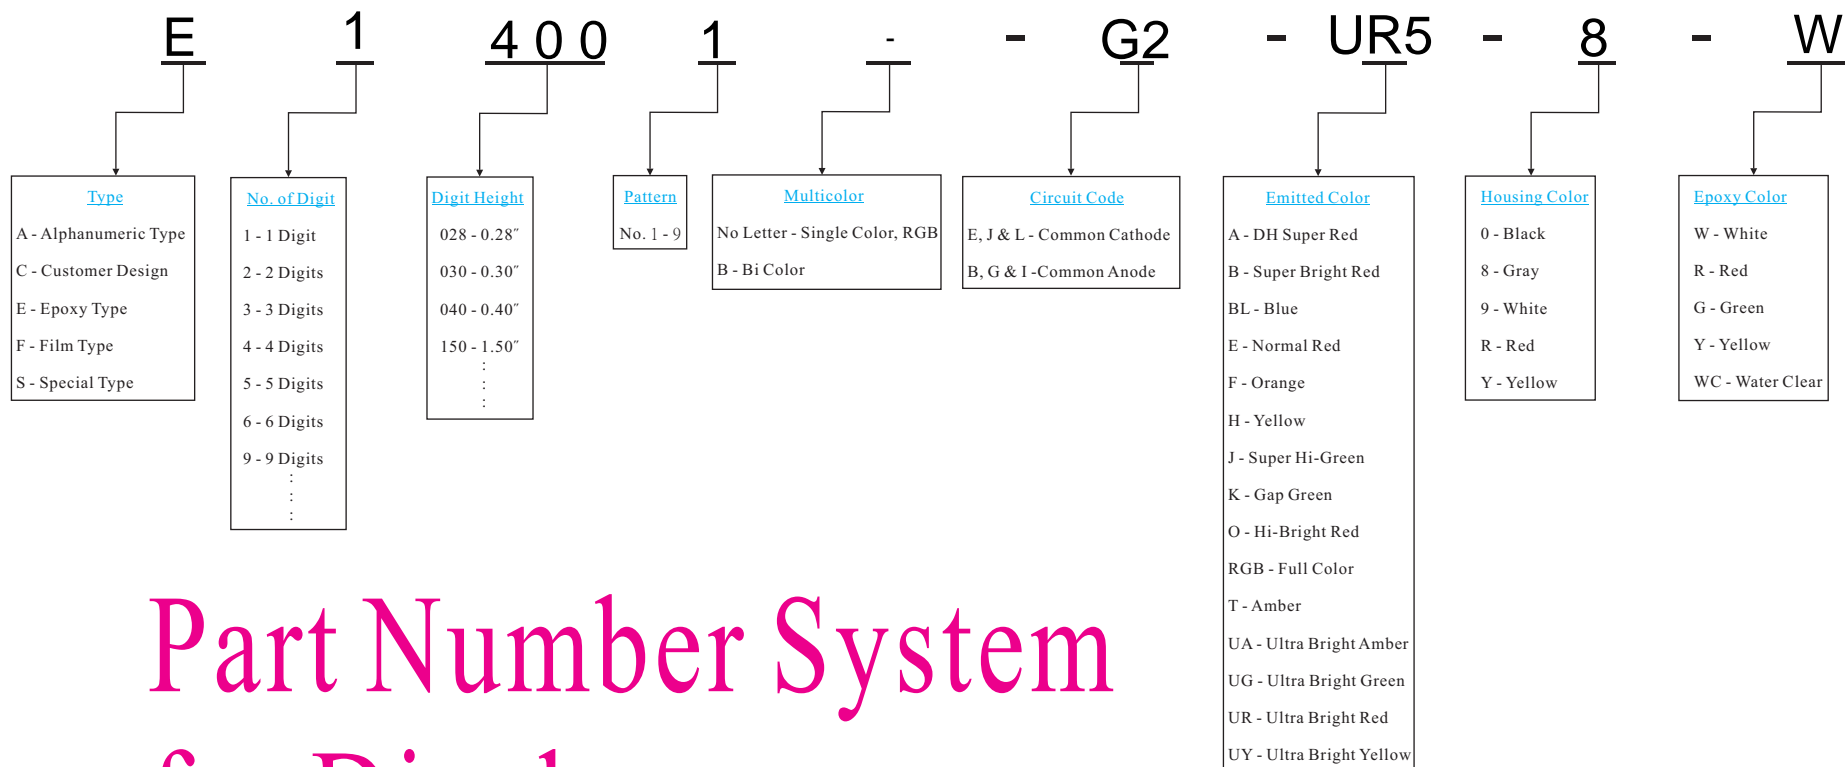 E 1 400 1 - - G2 - UR5 - 8 - W
Type
A - Alphanumeric Type
C - Customer Design
E - Epoxy Type
F - Film Type
S - Special Type
No. of Digit
1 - 1 Digit
2 - 2 Digits
3 - 3 Digits
4 - 4 Digits
5 - 5 Digits
6 - 6 Digits
9 - 9 Digits
:
:
:
Digit Height
028 - 0.28″
030 - 0.30″
040 - 0.40″
150 - 1.50″
:
:
:
Pattern
No. 1 - 9
Multicolor
No Letter - Single Color, RGB
B - Bi Color
Circuit Code
E, J & L - Common Cathode
B, G & I -Common Anode
Emitted Color
A - DH Super Red
B - Super Bright Red
BL - Blue
E - Normal Red
F - Orange
H - Yellow
J - Super Hi-Green
K - Gap Green
O - Hi-Bright Red
RGB - Full Color
T - Amber
UA - Ultra Bright Amber
UG - Ultra Bright Green
UR - Ultra Bright Red
UY - Ultra Bright Yellow
Housing Color
0 - Black
8 - Gray
9 - White
R - Red
Y - Yellow
Epoxy Color
W - White
R - Red
G - Green
Y - Yellow
WC - Water Clear
Part Number System